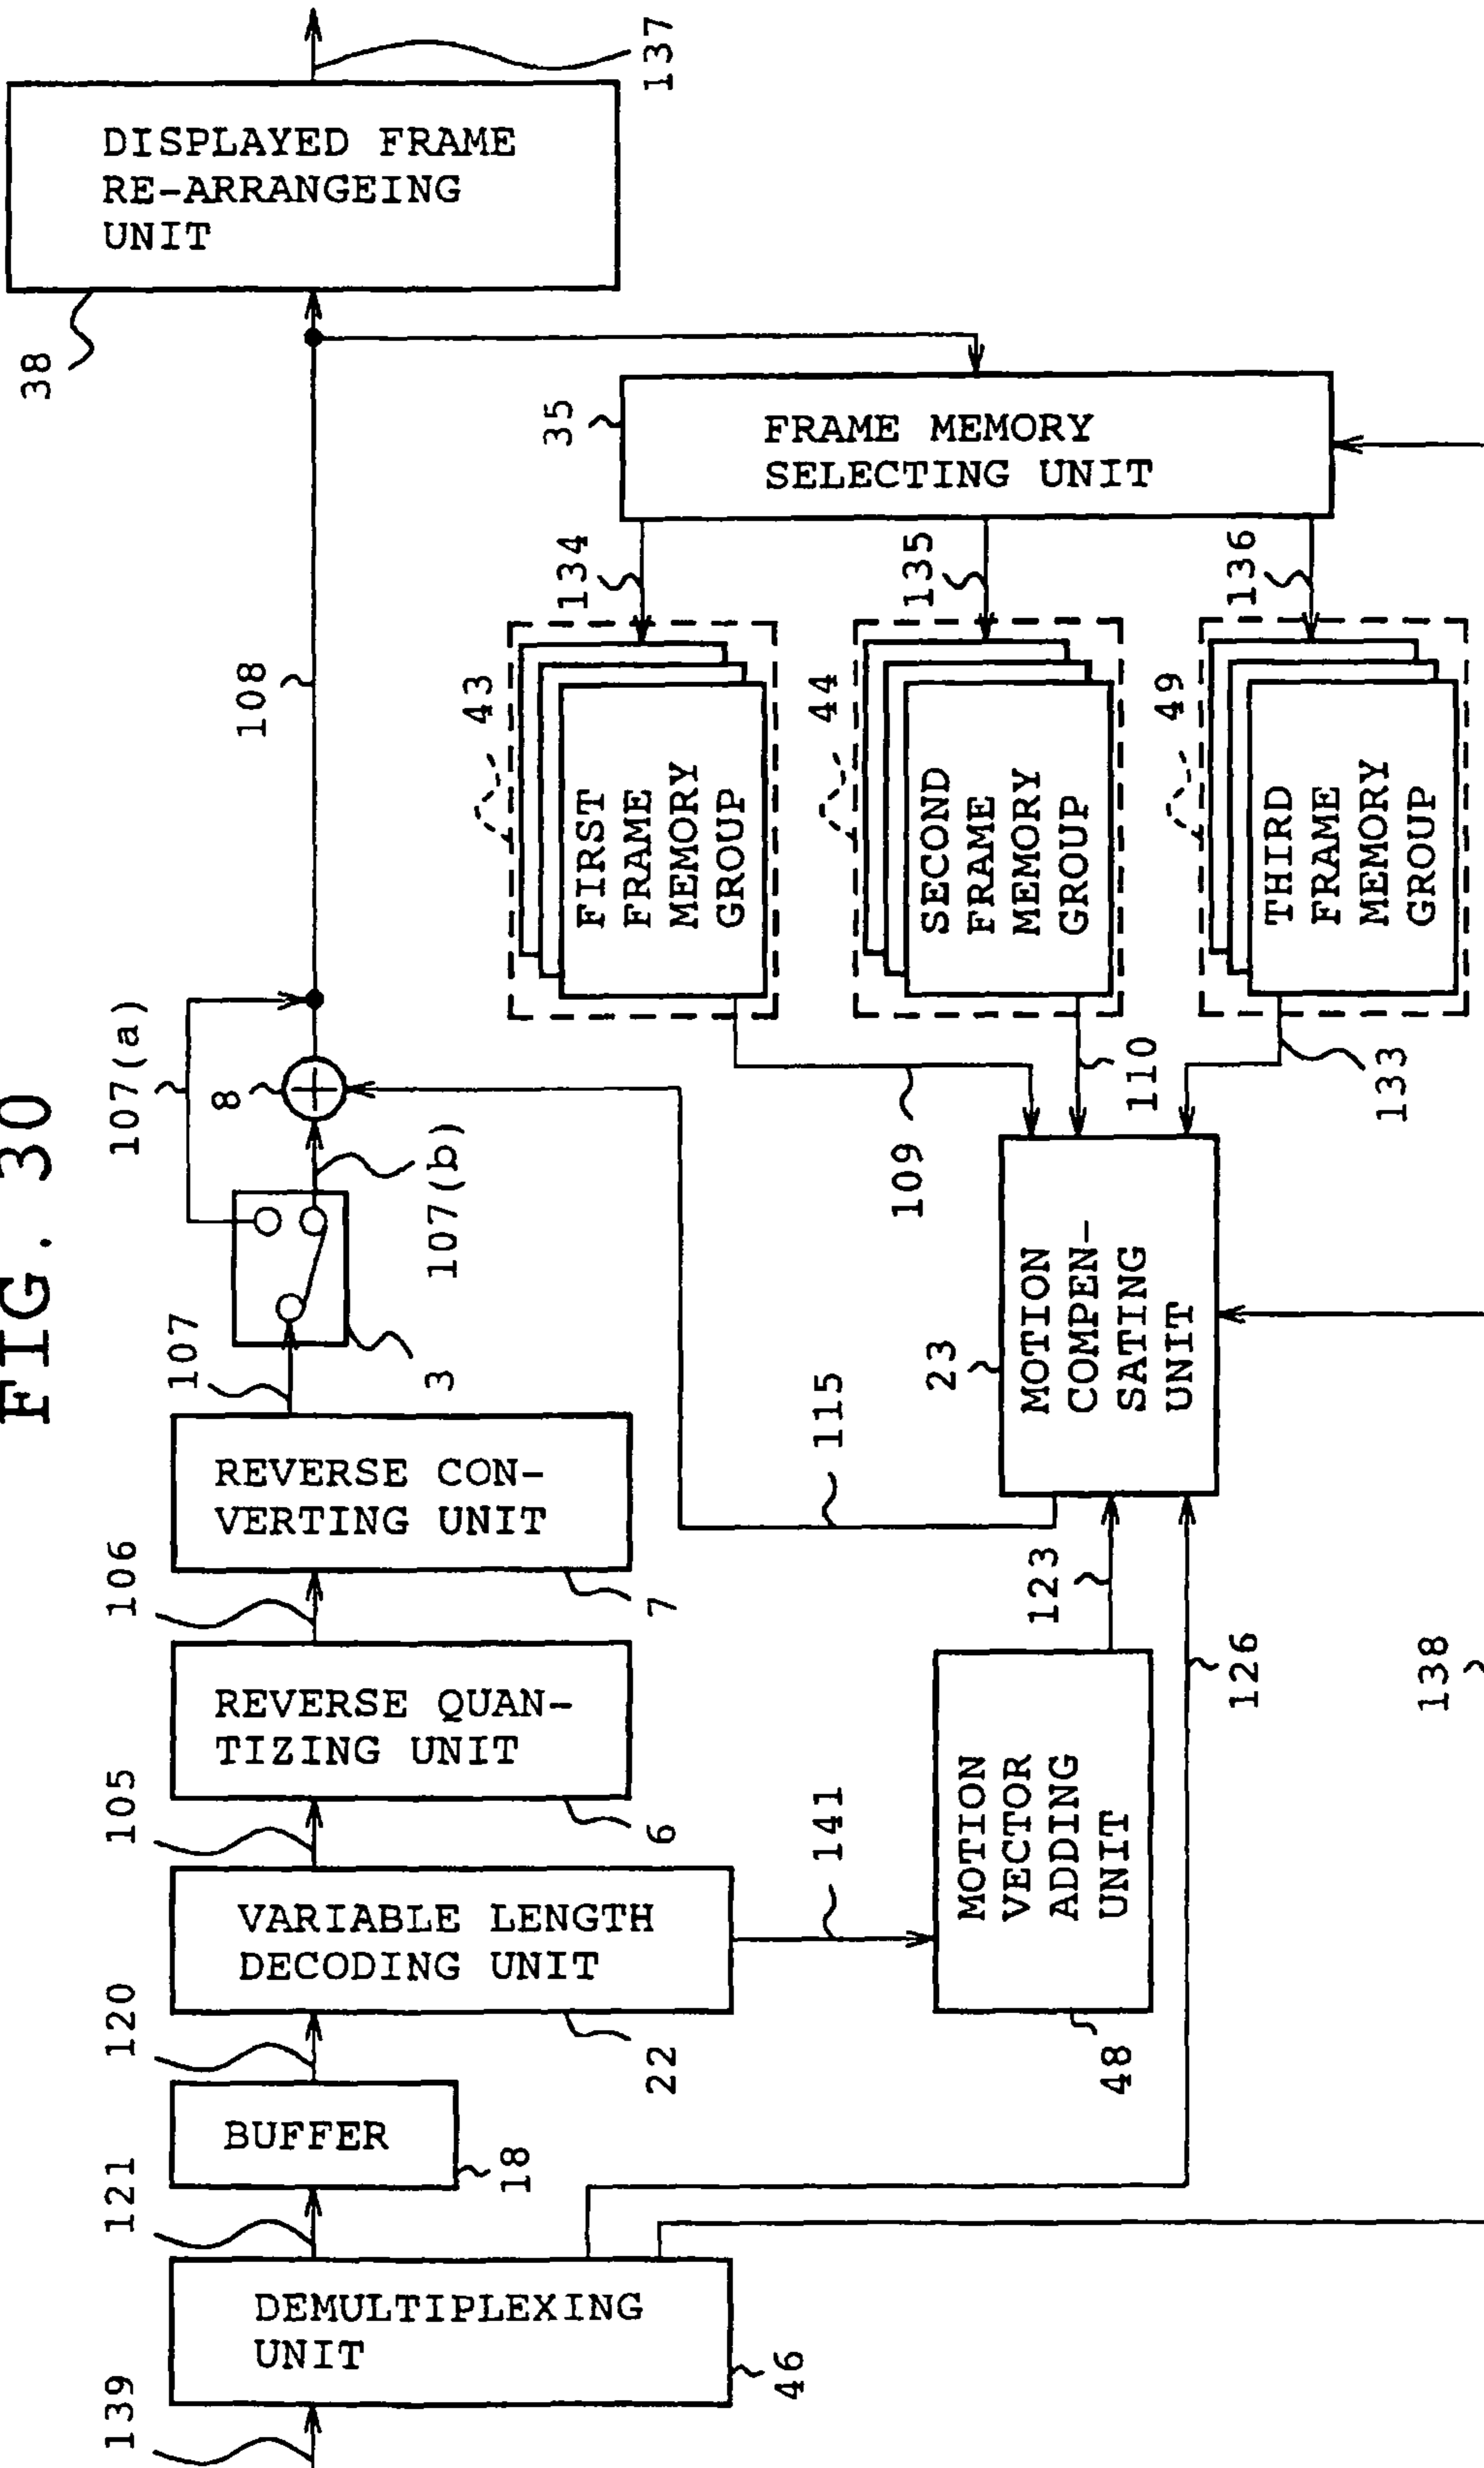 FIG. 30
139
DEMULTIPLEXING
UNIT
46
121
BUFFER
18
120
VARIABLE LENGTH
DECODING UNIT
22
105
REVERSE QUAN-
TIZING UNIT
6
106
REVERSE CON-
VERTING UNIT
7
107
3
107(a)
107(b)
8
108
38
DISPLAYED FRAME
RE-ARRANGEING
UNIT
137
141
MOTION
VECTOR
ADDING
UNIT
48
123
126
115
23
MOTION
COMPEN-
SATING
UNIT
109
110
133
43
FIRST
FRAME
MEMORY
GROUP
44
SECOND
FRAME
MEMORY
GROUP
49
THIRD
FRAME
MEMORY
GROUP
134
135
136
35
FRAME MEMORY
SELECTING UNIT
138